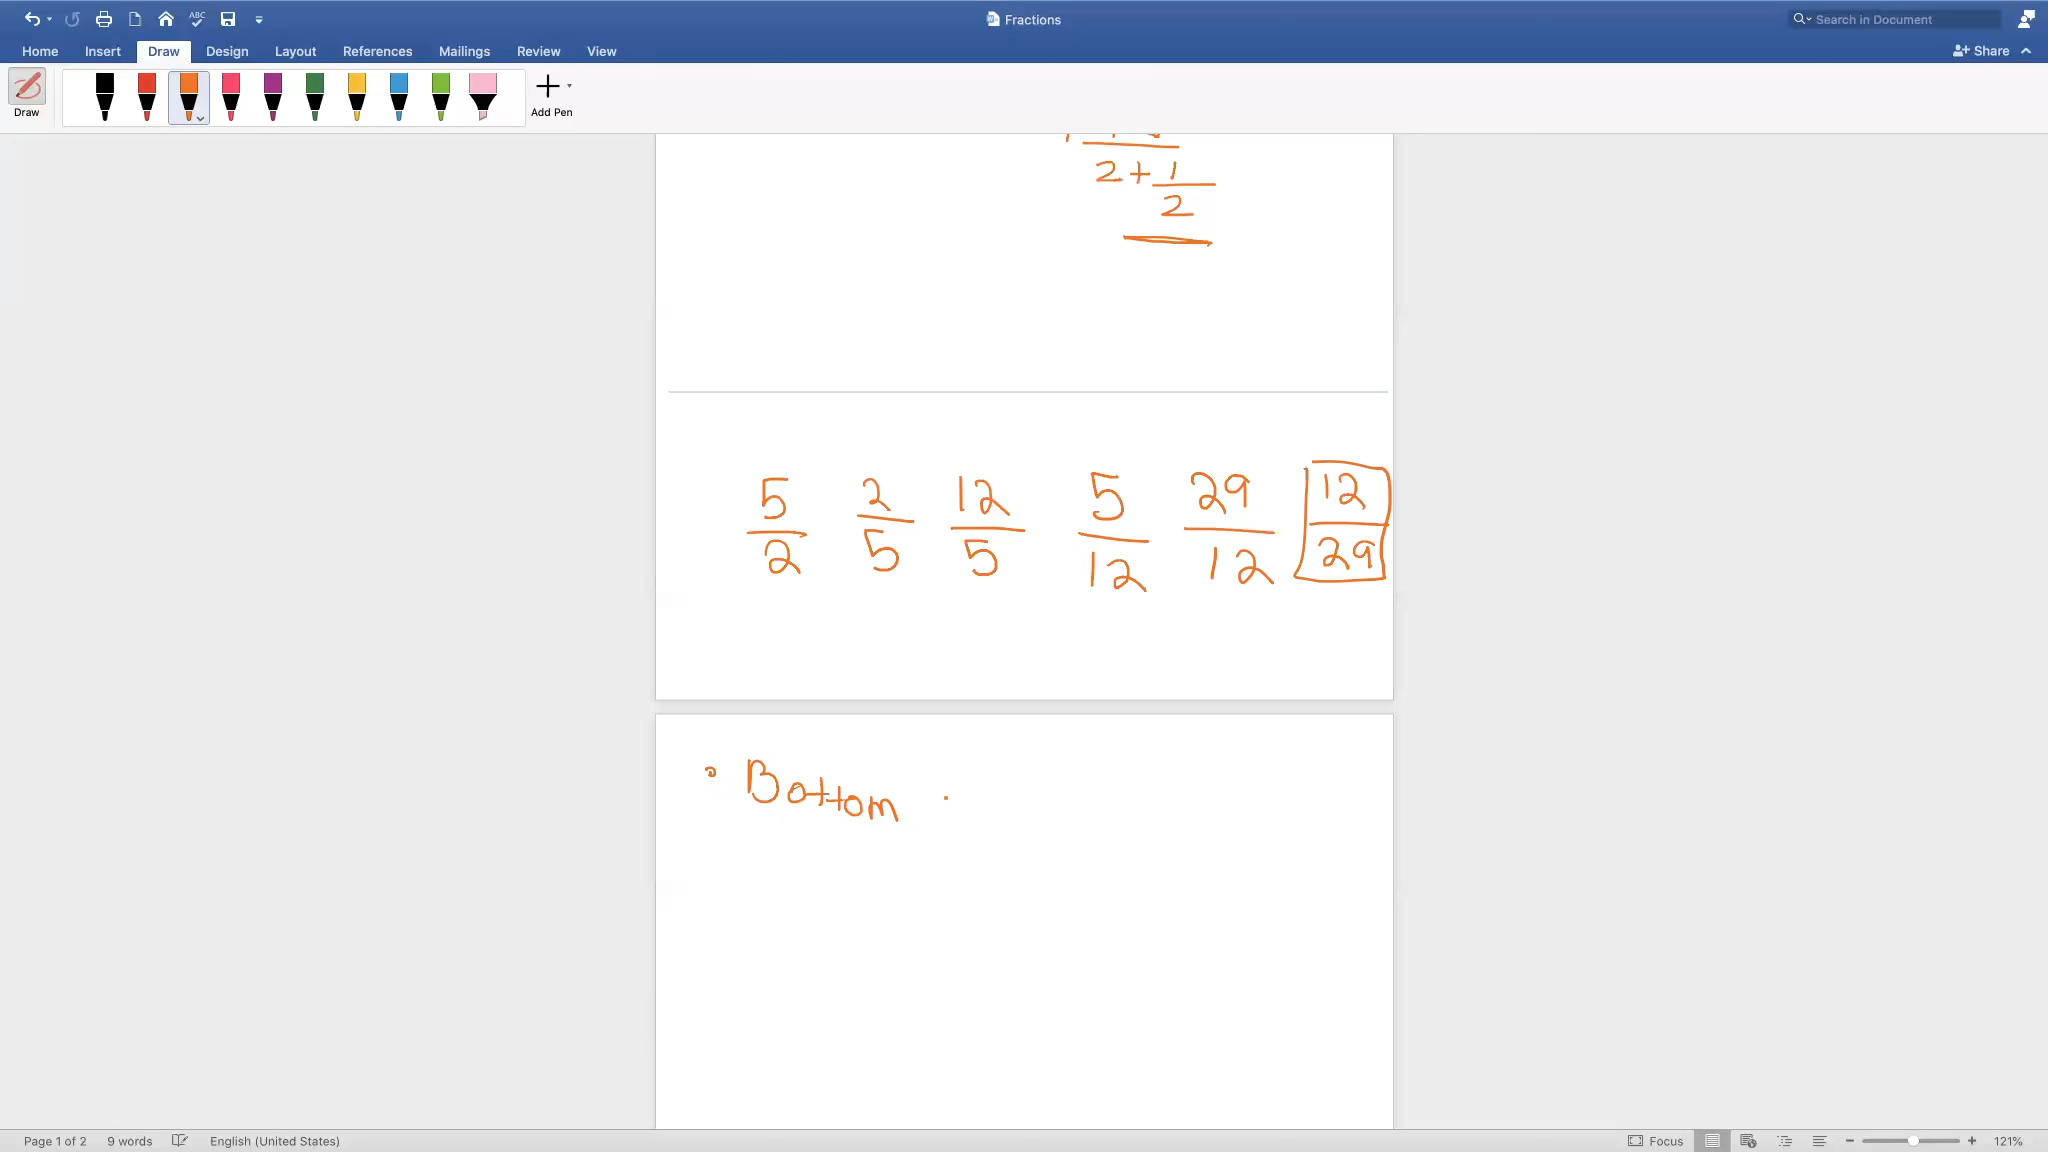 ABC
Fractions
Search in Document
Home Insert Draw Design Layout References Mailings Review View
Share
Draw
Add Pen
2 + 1
2
5 2 12 5 29 12
2 5 5 12 12 29
Bottom
Page 1 of 2 9 words English (United States) Focus 121%